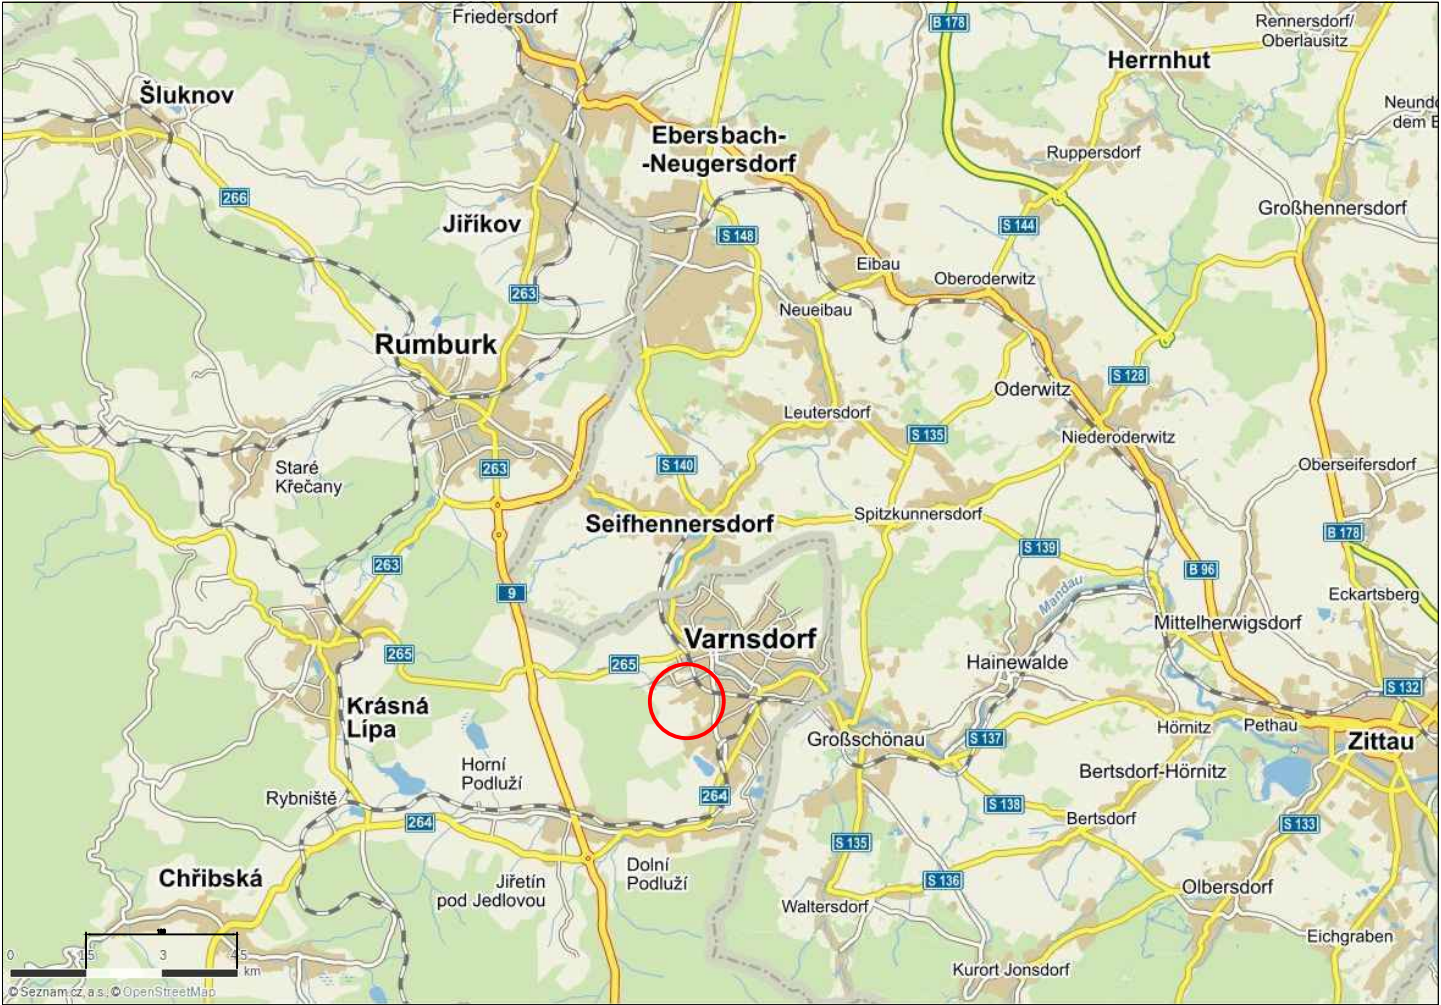 Friedersdorf
B 178
Rennersdorf/
Oberlausitz
Herrnhut
Šluknov
Ebersbach-
-Neugersdorf
Ruppersdorf
266
Jiříkov
S 148
S 144
Großhennersdorf
Eibau
Oberoderwitz
263
Neueibau
Rumburk
S 128
Oderwitz
Leutersdorf
S 135
Niederoderwitz
263
S 140
Staré
Křečany
Oberseifersdorf
Seifhennersdorf
Spitzkunnersdorf
B 178
S 139
263
B 96
9
Mandau
Eckartsberg
Mittelherwigsdorf
Varnsdorf
265
265
Hainewalde
S 132
Krásná
Lípa
Großschönau
S 137
Hörnitz
Pethau
Zittau
Horní
Podluží
Bertsdorf-Hörnitz
Rybniště
264
264
S 138
Bertsdorf
S 133
S 135
Chřibská
Jiřetín
pod Jedlovou
Dolní
Podluží
S 136
Olbersdorf
Waltersdorf
Eichgraben
Kurort Jonsdorf
0 1.5 3 4.5
km
© Seznam.cz, a.s., © OpenStreetMap